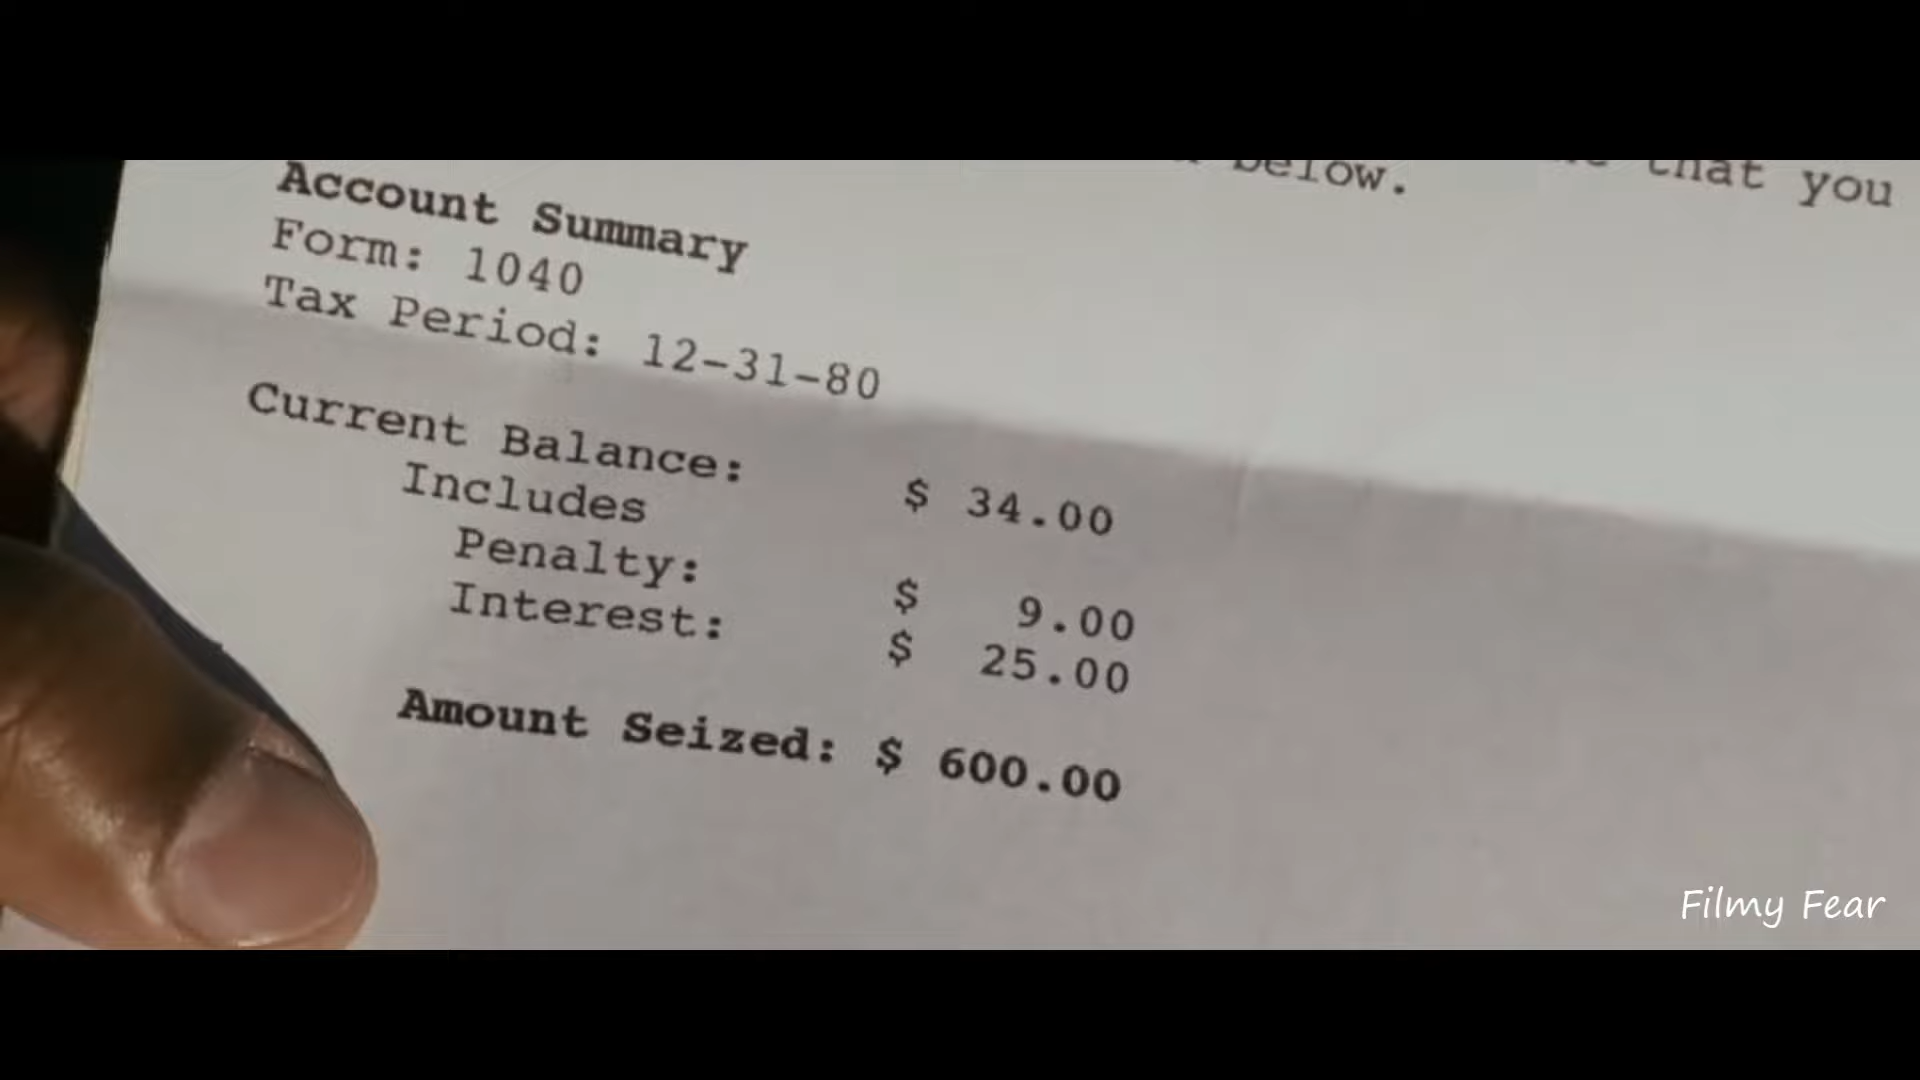 below.
that you
Account Summary
Form: 1040
Tax Period: 12-31-80
Current Balance: $ 34.00
Includes
Penalty: $ 9.00
Interest: $ 25.00
Amount Seized: $ 600.00
Filmy Fear